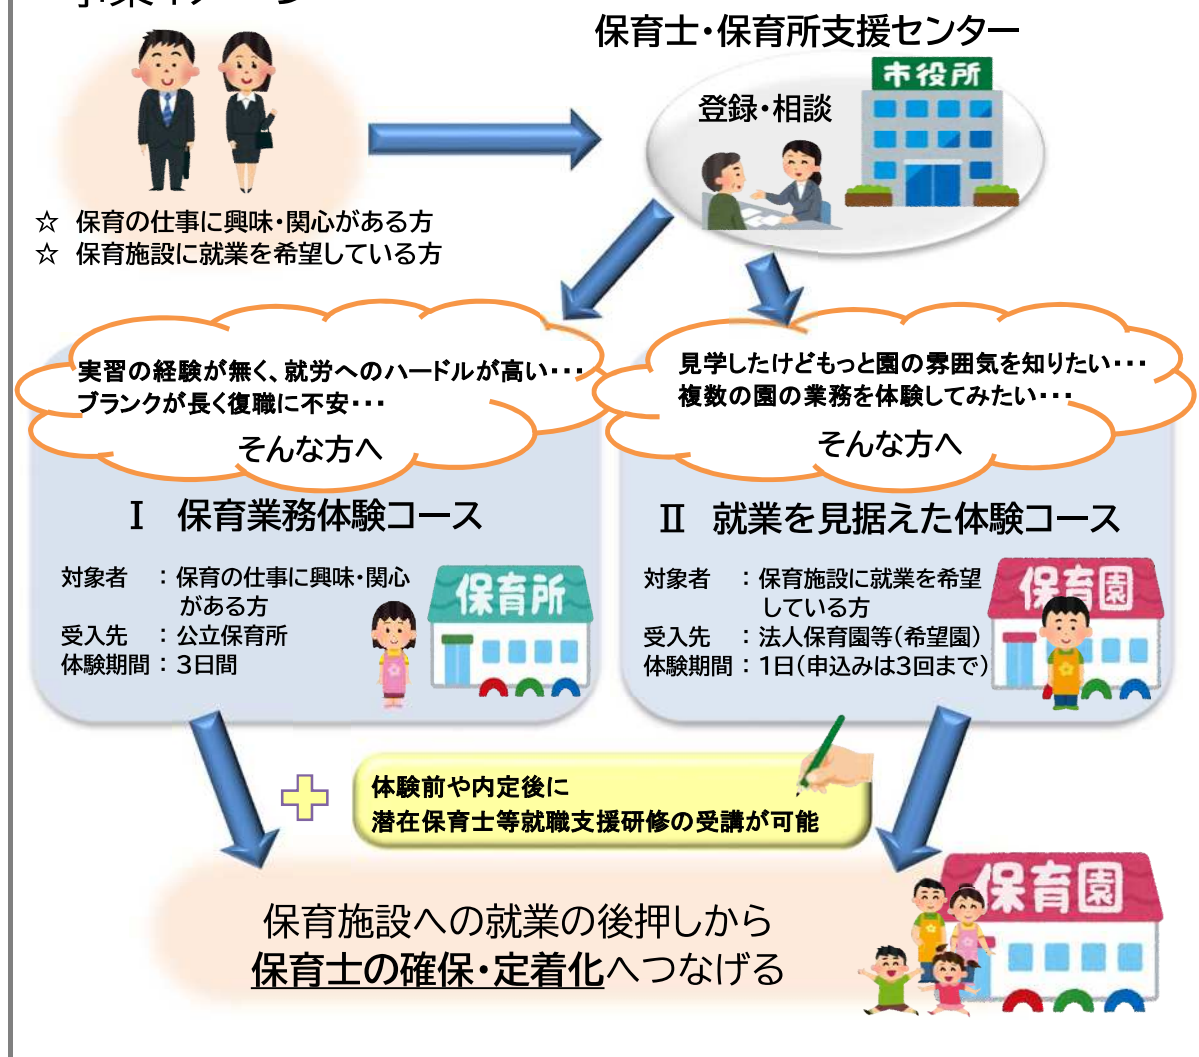 保育士・保育所支援センター
市役所
登録・相談
☆ 保育の仕事に興味・関心がある方
☆ 保育施設に就業を希望している方
実習の経験が無く、就労へのハードルが高い・・・
ブランクが長く復職に不安・・・
そんな方へ
見学したけどもっと園の雰囲気を知りたい・・・
複数の園の業務を体験してみたい・・・
そんな方へ
Ⅰ 保育業務体験コース
対象者 ：保育の仕事に興味・関心
がある方
受入先 ：公立保育所
体験期間：3日間
保育所
Ⅱ 就業を見据えた体験コース
対象者 ：保育施設に就業を希望
している方
受入先 ：法人保育園等（希望園）
体験期間：1日（申込みは3回まで）
保育園
体験前や内定後に
潜在保育士等就職支援研修の受講が可能
保育施設への就業の後押しから
保育士の確保・定着化へつなげる
保育園